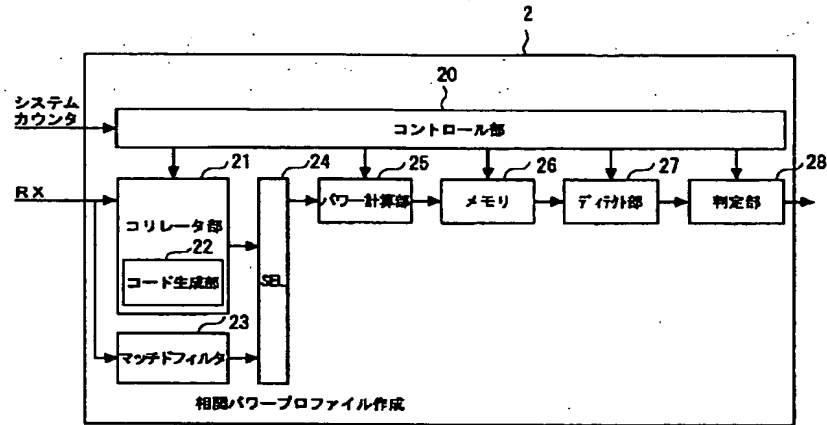 2
システム
カウンタ
20
コントロール部
RX
21
コリレータ部
22
コード生成部
23
マッチドフィルタ
24
SEL
25
パワー計算部
26
メモリ
27
ディテクト部
28
判定部
相関パワープロファイル作成